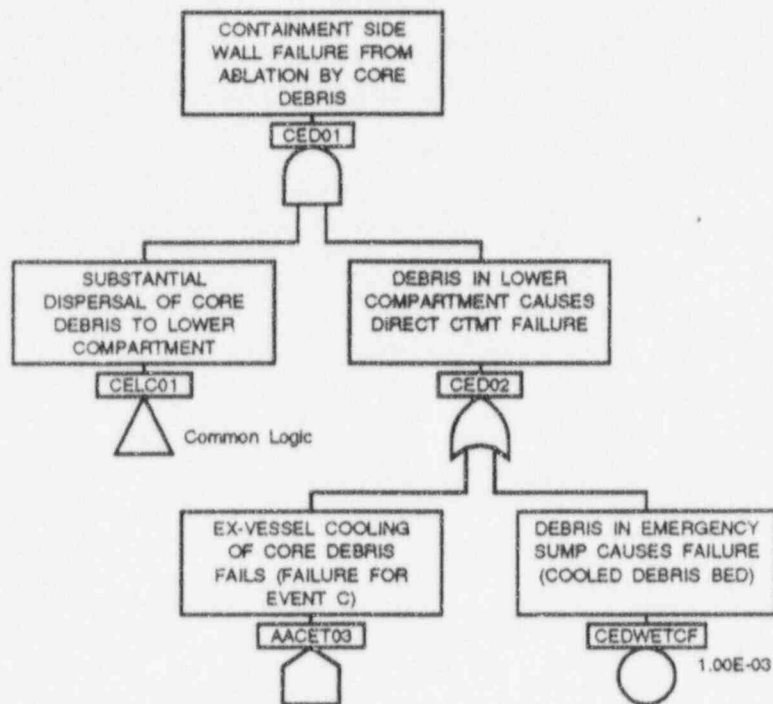 CONTAINMENT SIDE
WALL FAILURE FROM
ABLATION BY CORE
DEBRIS
CED01
SUBSTANTIAL
DISPERSAL OF CORE
DEBRIS TO LOWER
COMPARTMENT
CELC01
Common Logic
DEBRIS IN LOWER
COMPARTMENT CAUSES
DIRECT CTMT FAILURE
CED02
EX-VESSEL COOLING
OF CORE DEBRIS
FAILS (FAILURE FOR
EVENT C)
AACET03
DEBRIS IN EMERGENCY
SUMP CAUSES FAILURE
(COOLED DEBRIS BED)
CEDWETCF
1.00E-03